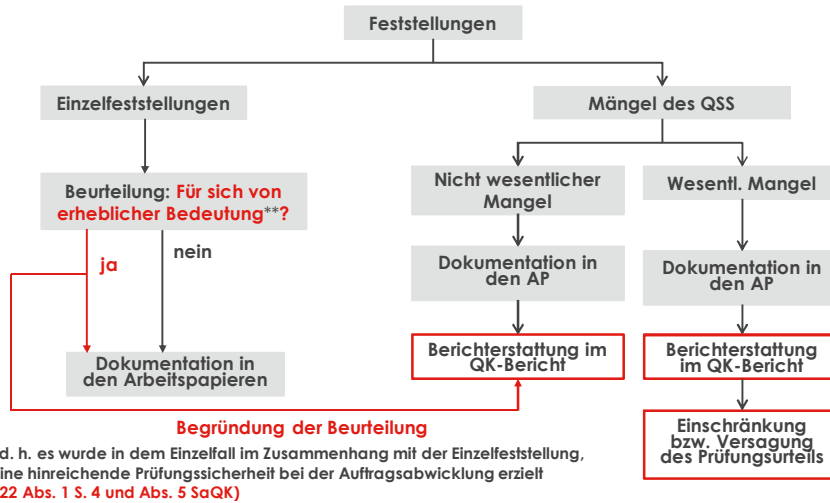 Feststellungen
Einzelfeststellungen
Mängel des QSS
Beurteilung: Für sich von
erheblicher Bedeutung**?
Nicht wesentlicher
Mangel
Wesentl. Mangel
ja
nein
Dokumentation in
den AP
Dokumentation in
den AP
Dokumentation in
den Arbeitspapieren
Berichterstattung im
QK-Bericht
Berichterstattung
im QK-Bericht
Begründung der Beurteilung
Einschränkung
bzw. Versagung
des Prüfungsurteils
d. h. es wurde in dem Einzelfall im Zusammenhang mit der Einzelfeststellung,
ine hinreichende Prüfungssicherheit bei der Auftragsabwicklung erzielt
22 Abs. 1 S. 4 und Abs. 5 SaQK)